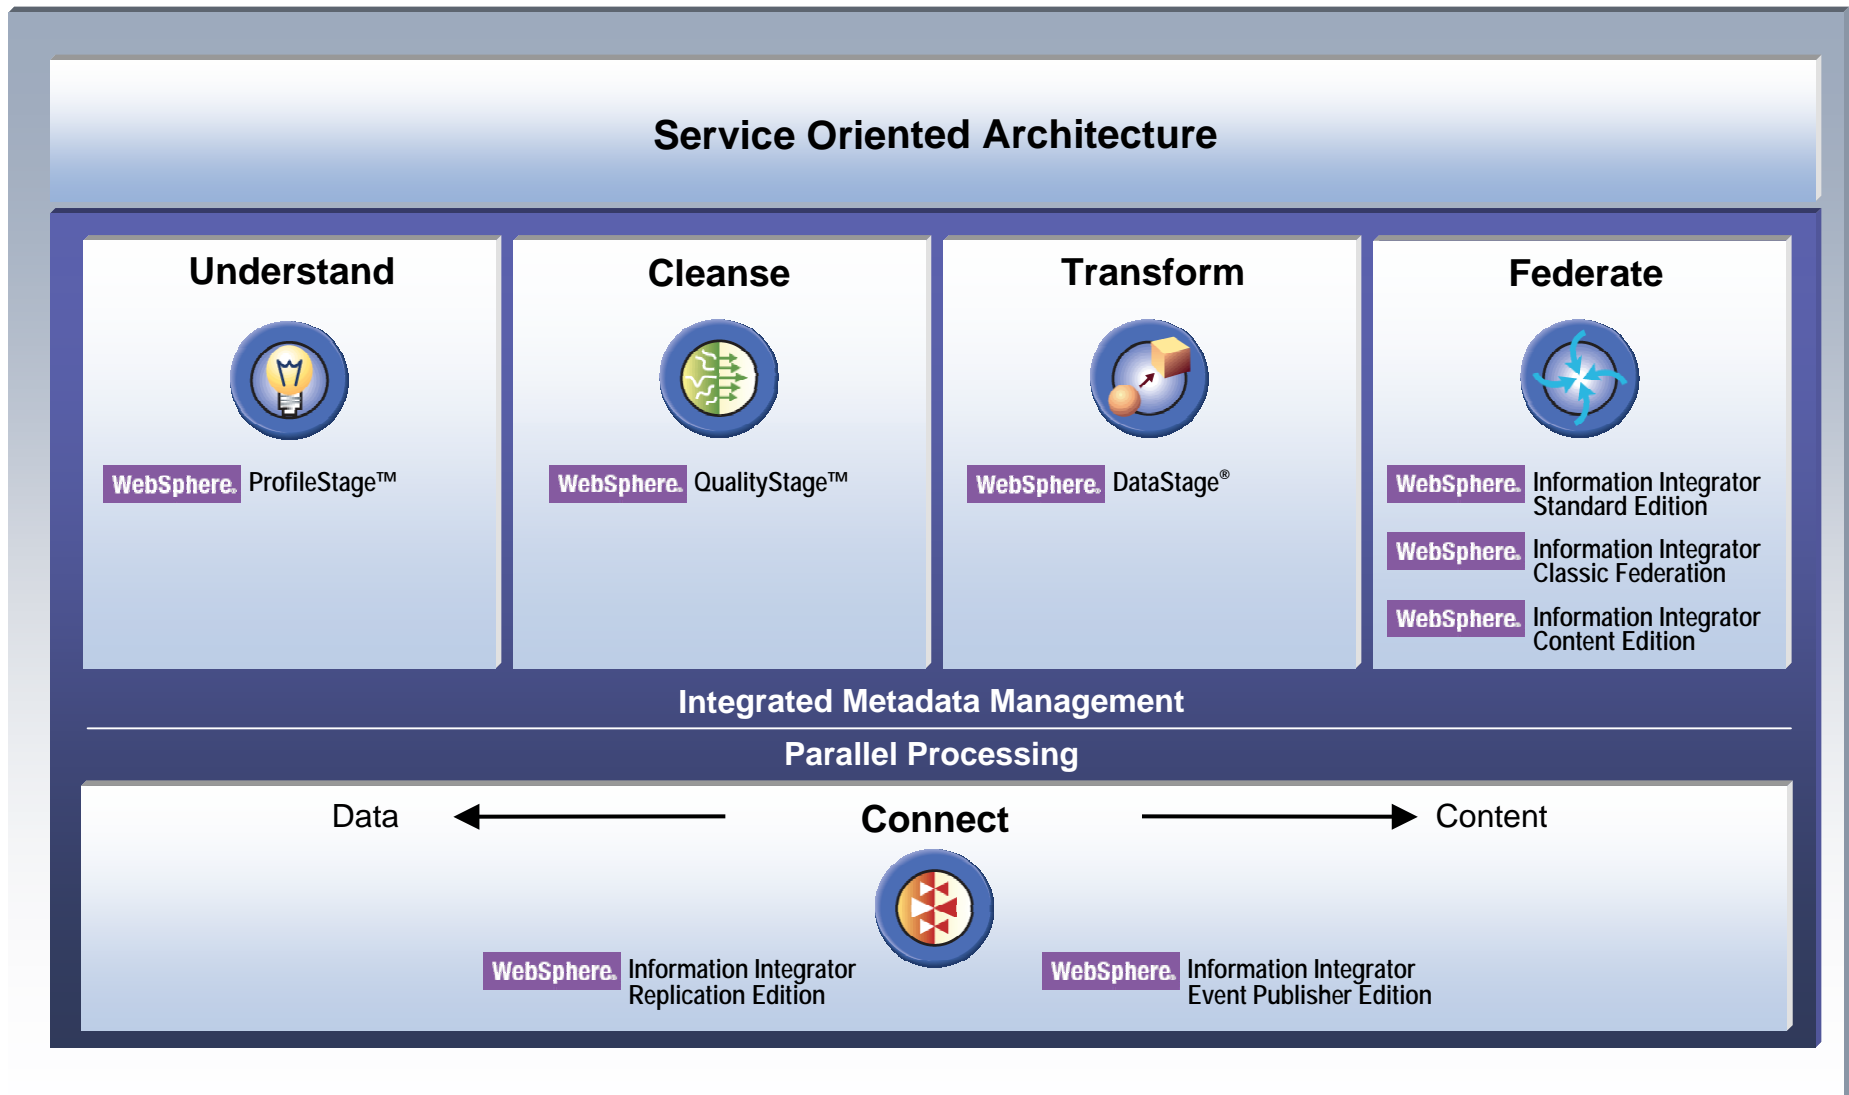 Service Oriented Architecture
Understand
WebSphere. ProfileStage™
Cleanse
WebSphere. QualityStage™
Transform
WebSphere. DataStage®
Federate
WebSphere. Information Integrator
Standard Edition
WebSphere. Information Integrator
Classic Federation
WebSphere. Information Integrator
Content Edition
Integrated Metadata Management
Parallel Processing
Data
Connect
Content
WebSphere. Information Integrator
Replication Edition
WebSphere. Information Integrator
Event Publisher Edition